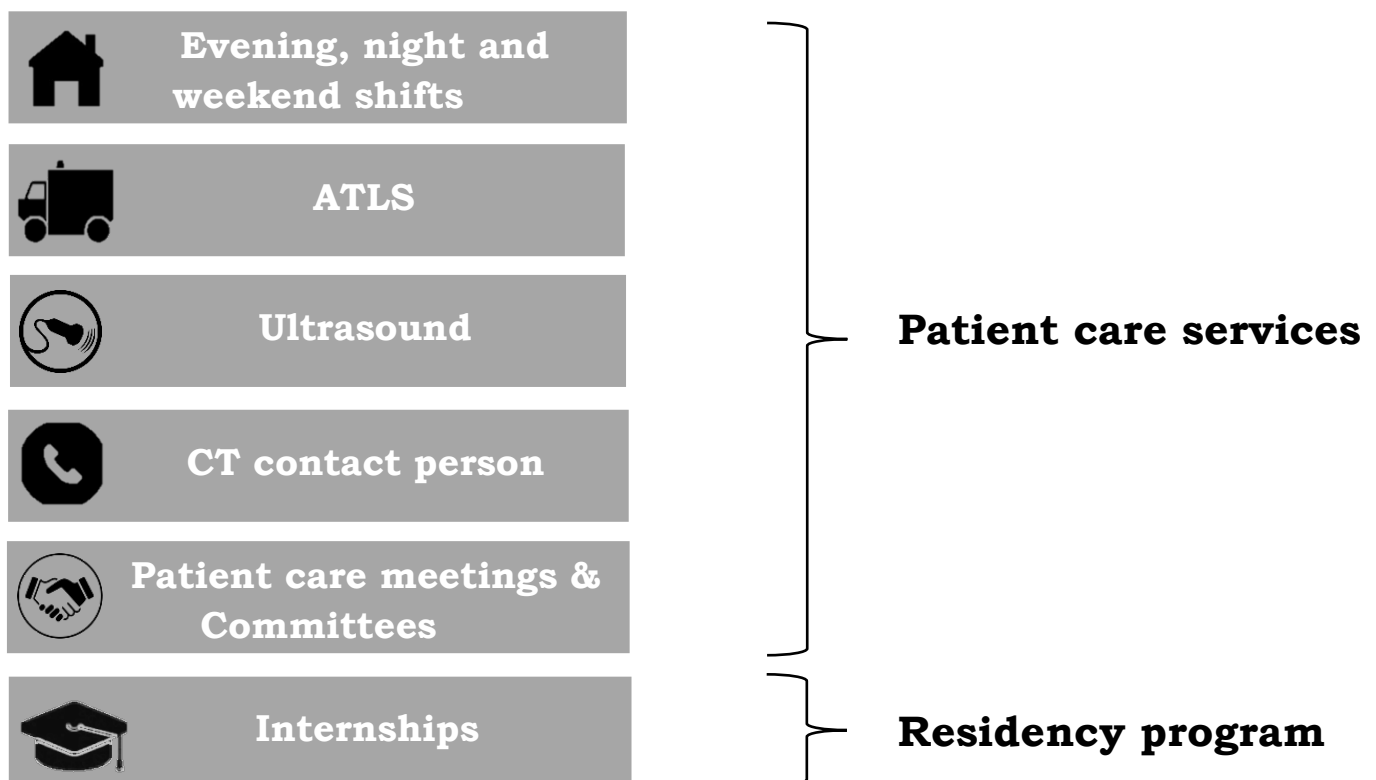 Evening, night and
weekend shifts
ATLS
Ultrasound
CT contact person
Patient care meetings &
Committees
Patient care services
Internships
Residency program